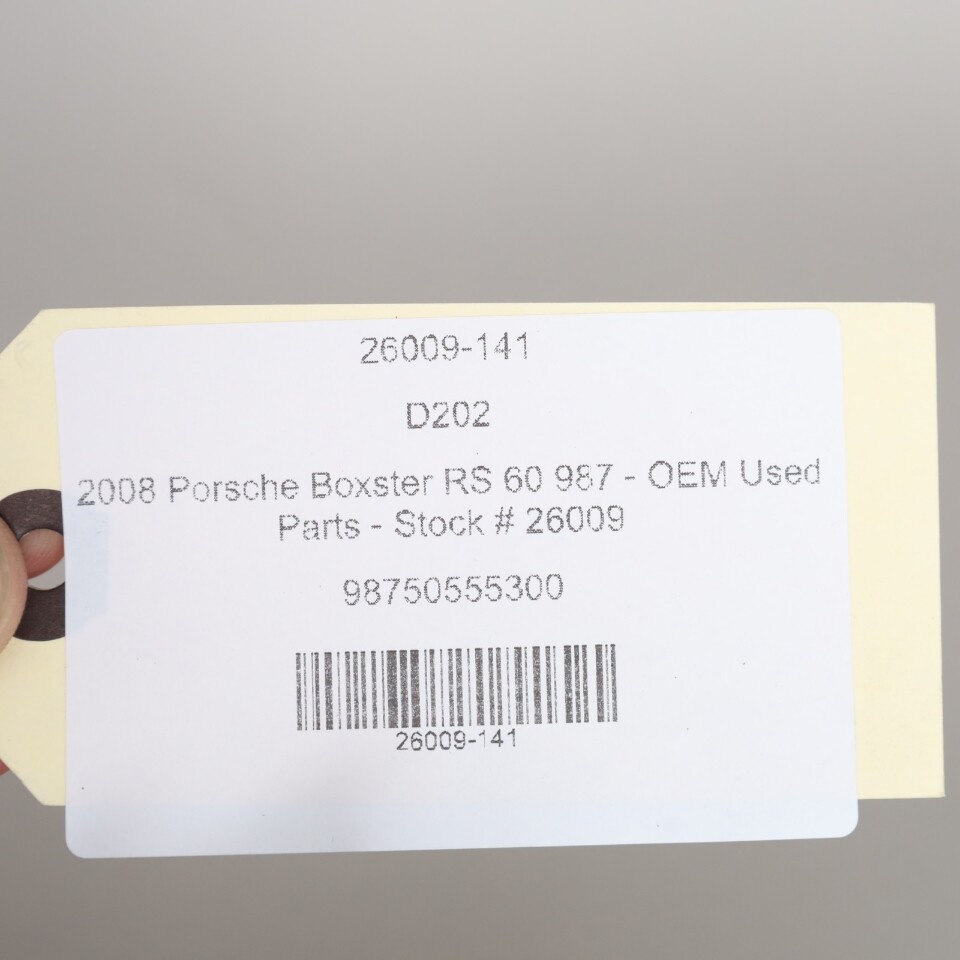 26009-141
D202
2008 Porsche Boxster RS 60 987 - OEM Used
Parts - Stock # 26009
98750555300
26009-141